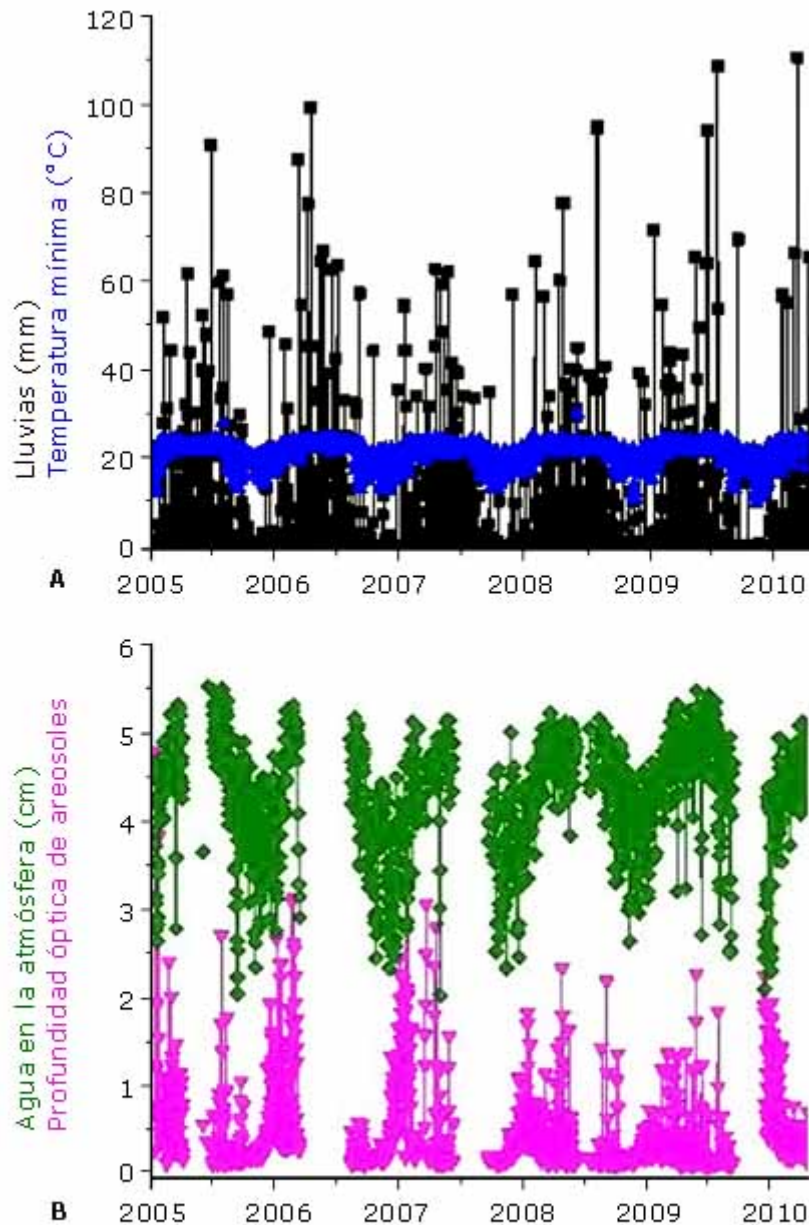 120
100
80
60
40
20
0
Lluvias (mm)
Temperatura mínima (°C)
A
2005 2006 2007 2008 2009 2010
6
5
4
3
2
1
0
Agua en la atmósfera (cm)
Profundidad óptica de areosoles
B
2005 2006 2007 2008 2009 2010